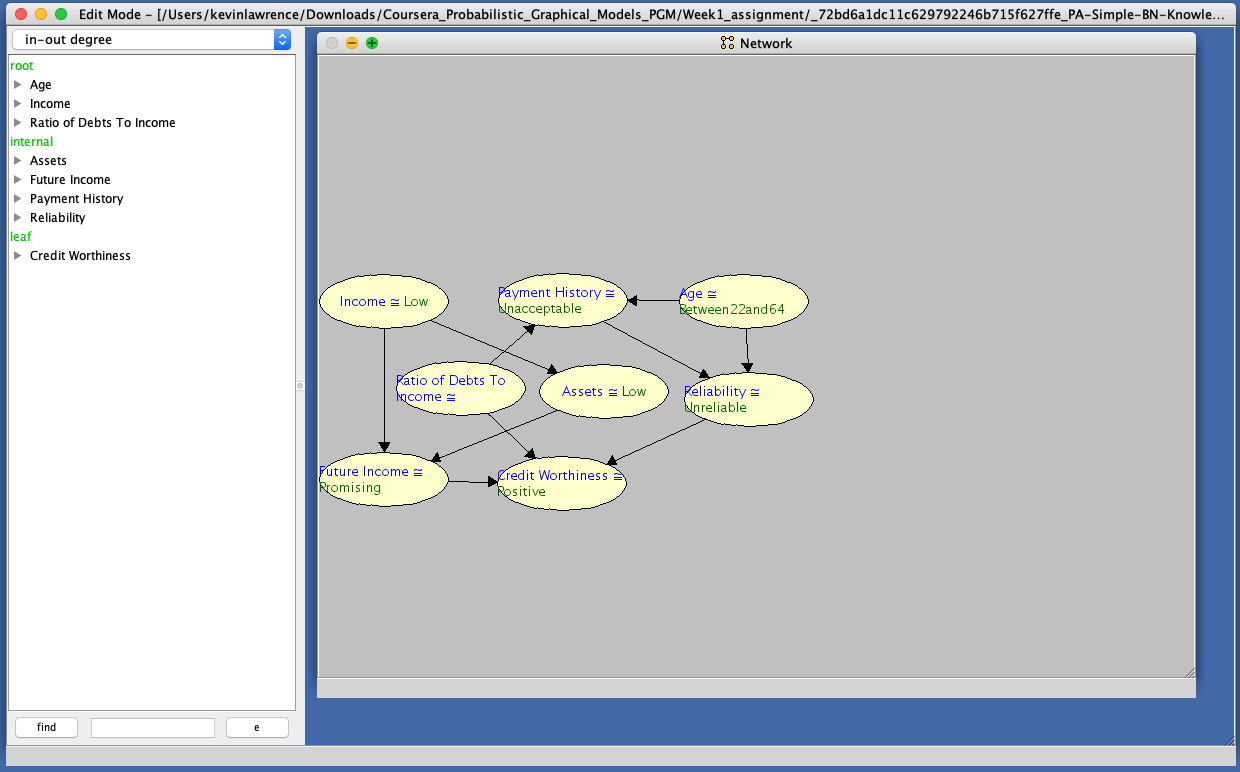 Edit Mode – [/Users/kevinlawrence/Downloads/Coursera_Probabilistic_Graphical_Models_PGM/Week1_assignment/_72bd6a1dc11c629792246b715f627ffe_PA-Simple-BN-Knowle...
in-out degree
root
Age
Income
Ratio of Debts To Income
internal
Assets
Future Income
Payment History
Reliability
leaf
Credit Worthiness
find
e
Network
Income ≅ Low
Payment History ≅
Unacceptable
Age ≅
Between22and64
Ratio of Debts To
Income ≅
Assets ≅ Low
Reliability ≅
Unreliable
Future Income ≅
Promising
Credit Worthiness ≅
Positive